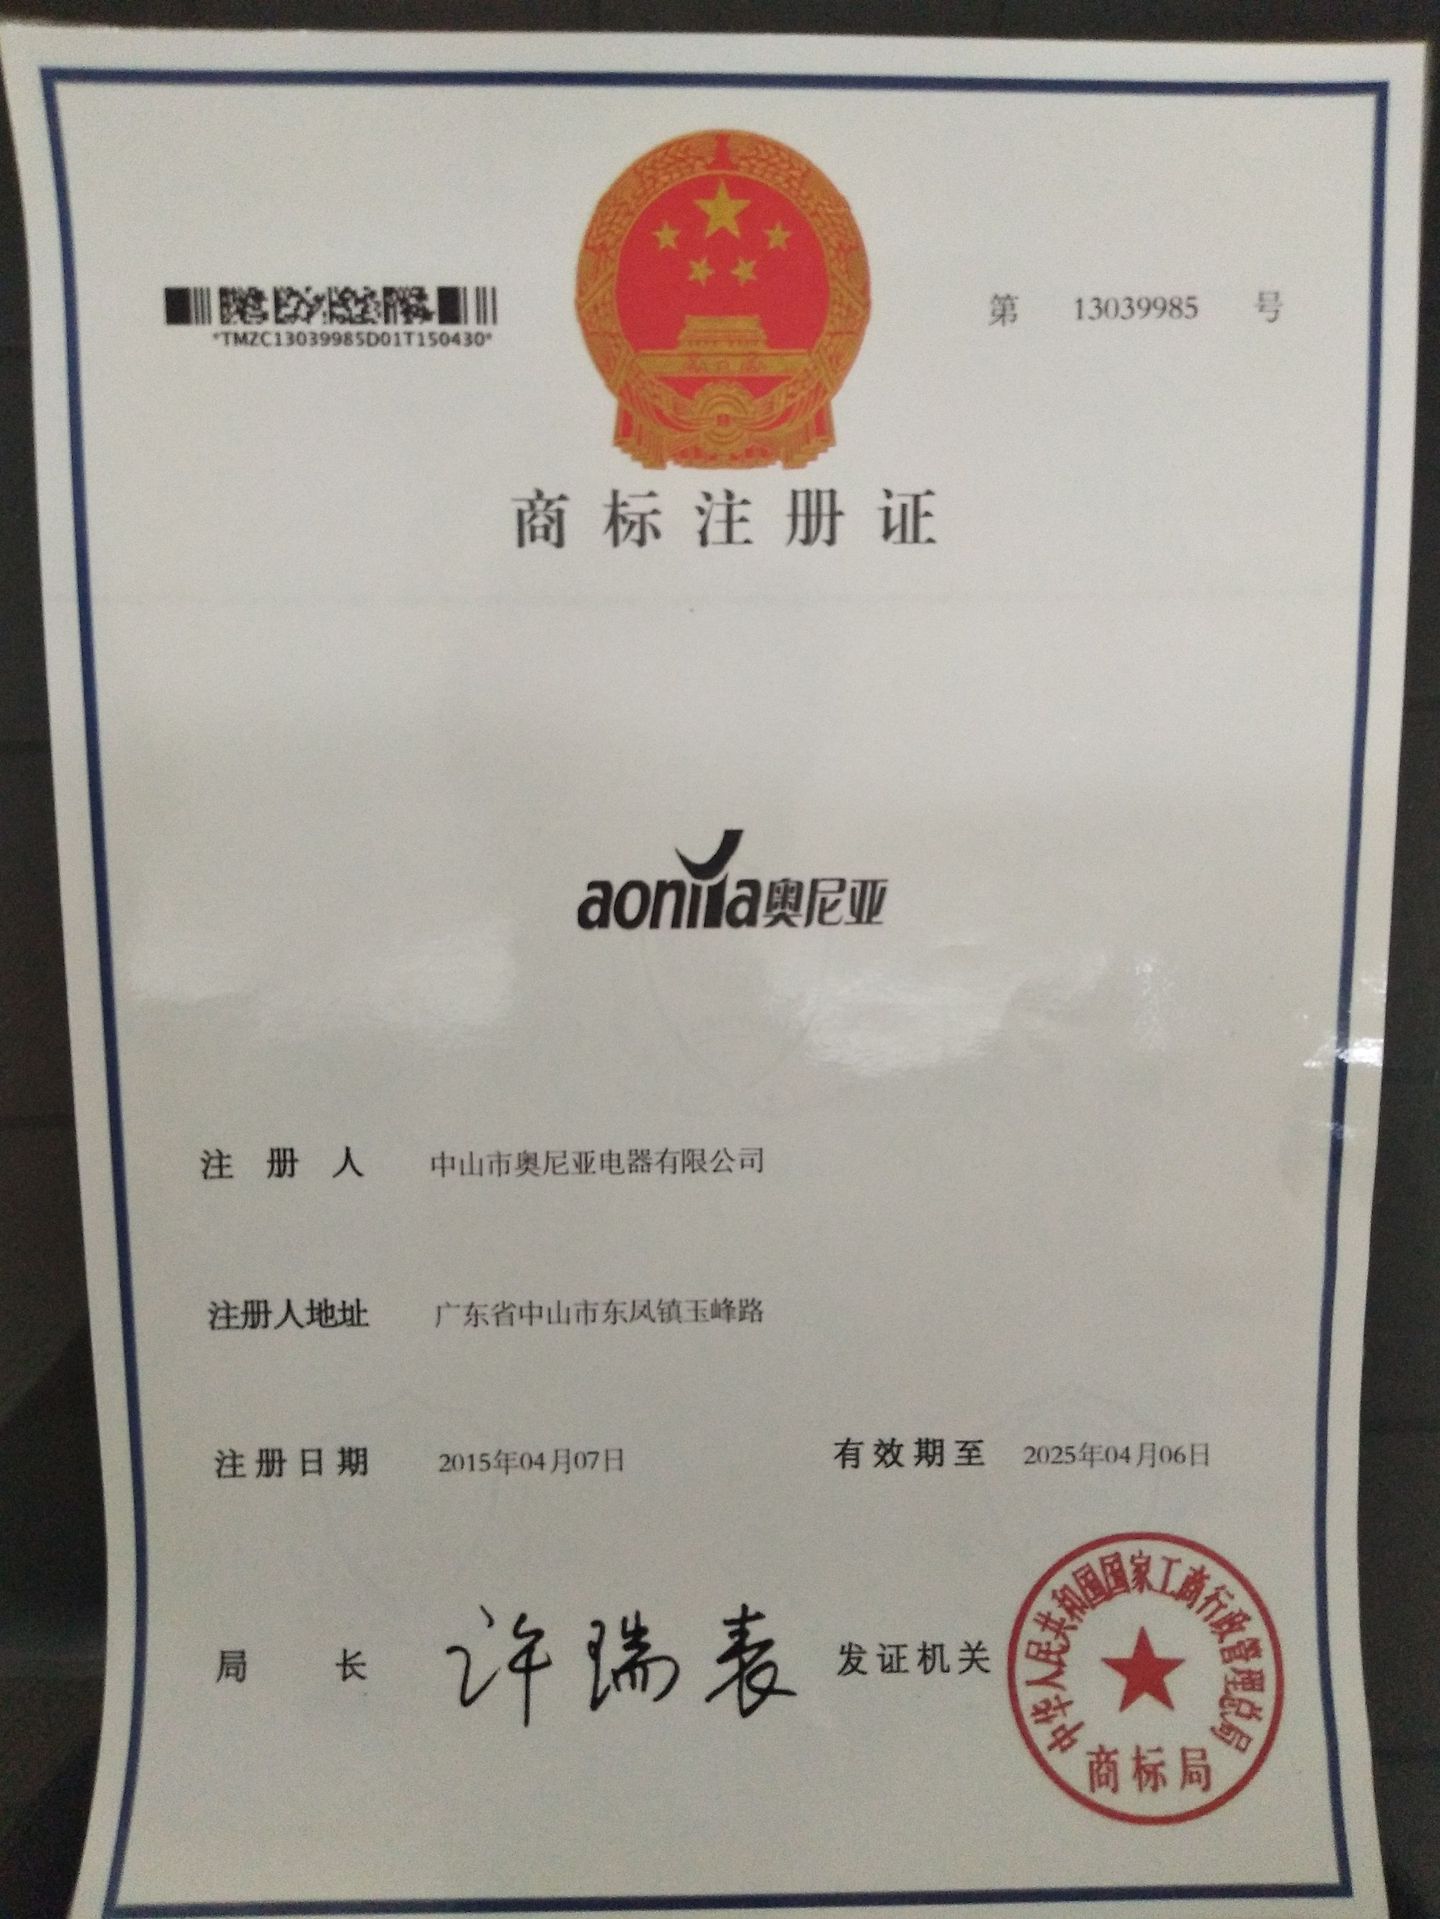 *TMZC13039985D01T150430*
第 13039985 号
商标注册证
aoniya奥尼亚
注册人 中山市奥尼亚电器有限公司
注册人地址 广东省中山市东凤镇玉峰路
注册日期 2015年04月07日 有效期至 2025年04月06日
局长 许瑞表 发证机关
中华人民共和国国家工商行政管理总局
商标局